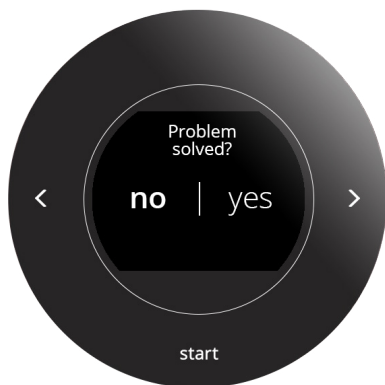 Problem
solved?
no | yes
start